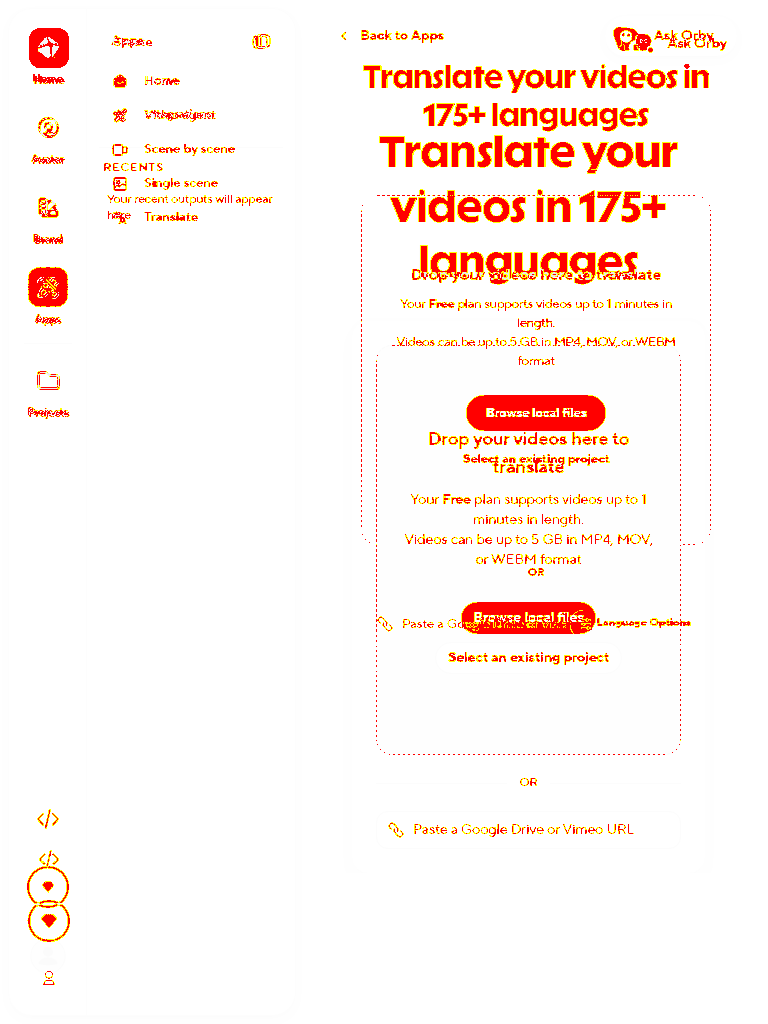 Home
Projects
Home
Scene by scene
RECENTS
Single scene
Your recent outputs will appear
here
Translate
Back to Apps
Ask Orby
Ask Orby
Translate your videos in
175+ languages
Translate your
videos in 175+
languages
Drop your videos here to translate
Your Free plan supports videos up to 1 minutes in
length.
Videos can be up to 5 GB in MP4, MOV, or WEBM
format
Browse local files
Drop your videos here to
Select an existing project
translate
Your Free plan supports videos up to 1
minutes in length.
Videos can be up to 5 GB in MP4, MOV,
or WEBM format
OR
Browse local files
Paste a Language Options
Select an existing project
OR
Paste a Google Drive or Vimeo URL